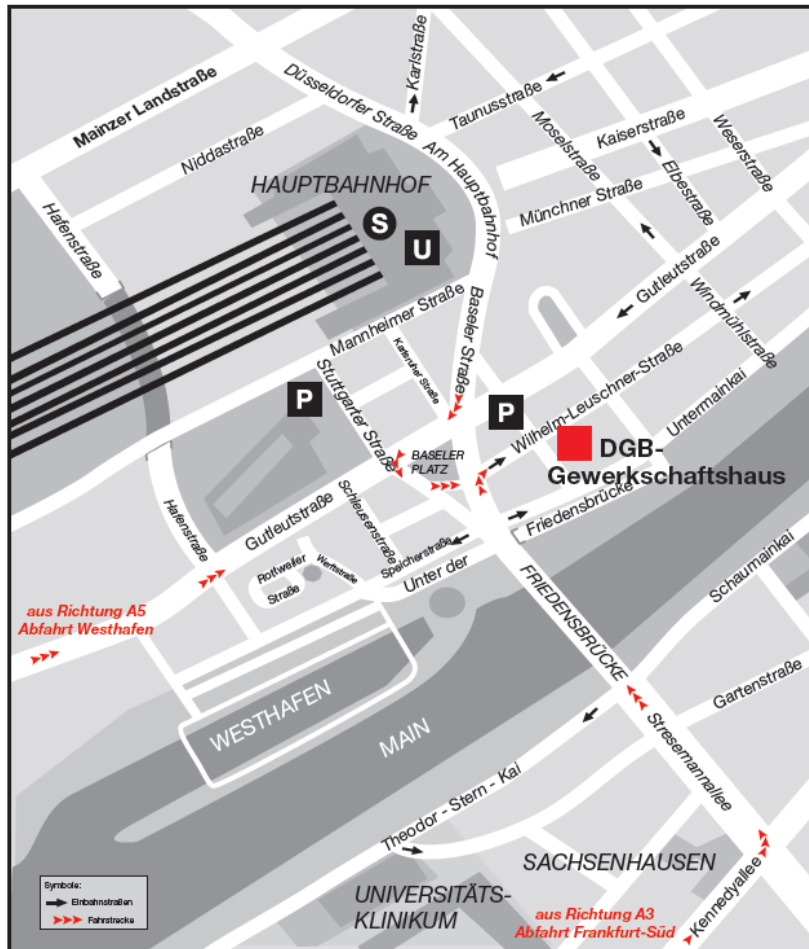 Mainzer Landstraße
Düsseldorfer Straße
Karlstraße
Taunusstraße
Niddastraße
Am Hauptbahnhof
Moselstraße
Kaiserstraße
Elbestraße
Weserstraße
Münchner Straße
HAUPTBAHNHOF
S
U
Hafenstraße
Gutleutstraße
Windmühlstraße
Mannheimer Straße
Baseler Straße
Karlsruher Straße
Stuttgarter Straße
P
P
Wilhelm-Leuschner-Straße
Untermainkai
BASELER
PLATZ
DGB-
Gewerkschaftshaus
Hafenstraße
Gutleutstraße
Schleusenstraße
Friedensbrücke
Speicherstraße
Unter der
Rottweiler
Straße
Werftstraße
Schaumainkai
FRIEDENSBRÜCKE
aus Richtung A5
Abfahrt Westhafen
Gartenstraße
WESTHAFEN
MAIN
Stresemannallee
Theodor - Stern - Kai
SACHSENHAUSEN
Kennedyallee
UNIVERSITÄTS-
KLINIKUM
aus Richtung A3
Abfahrt Frankfurt-Süd
Symbole:
Einbahnstraßen
Fahrstrecke